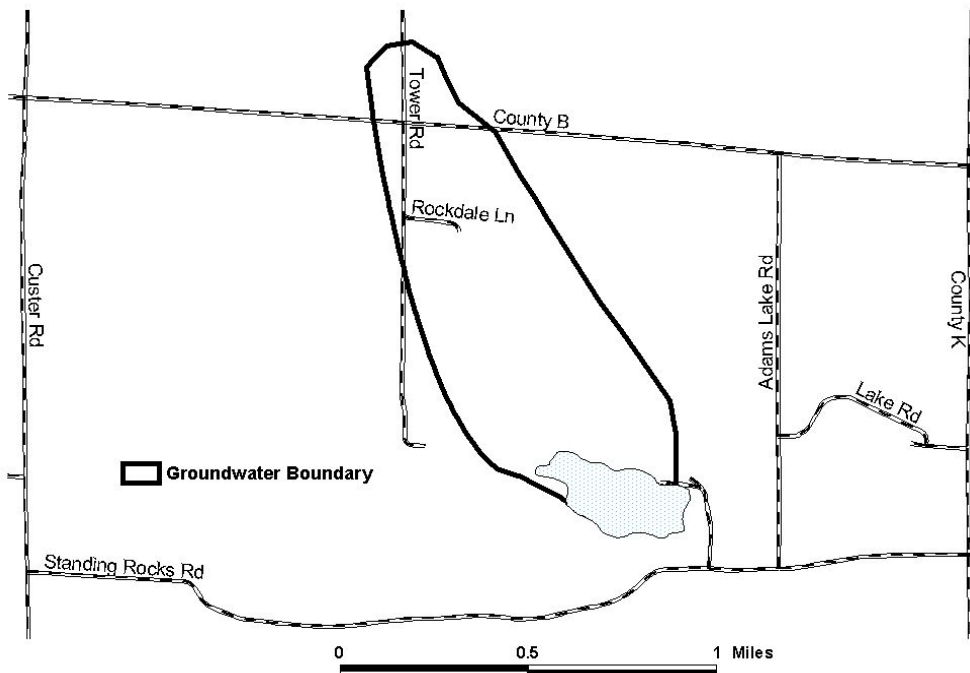 County B
Tower Rd
Rockdale Ln
Custer Rd
Adams Lake Rd
County K
Lake Rd
Groundwater Boundary
Standing Rocks Rd
0 0.5 1 Miles